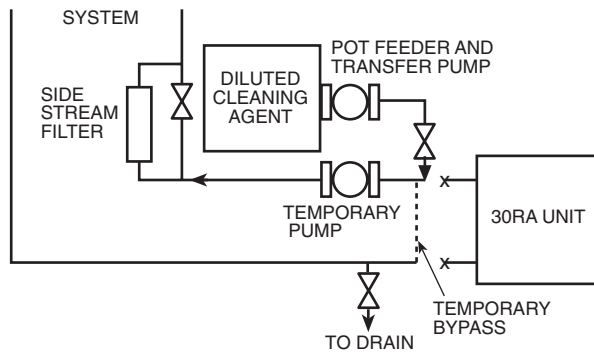 SYSTEM
POT FEEDER AND
TRANSFER PUMP
DILUTED
CLEANING
AGENT
SIDE
STREAM
FILTER
TEMPORARY
PUMP
x
x
30RA UNIT
TEMPORARY
BYPASS
TO DRAIN